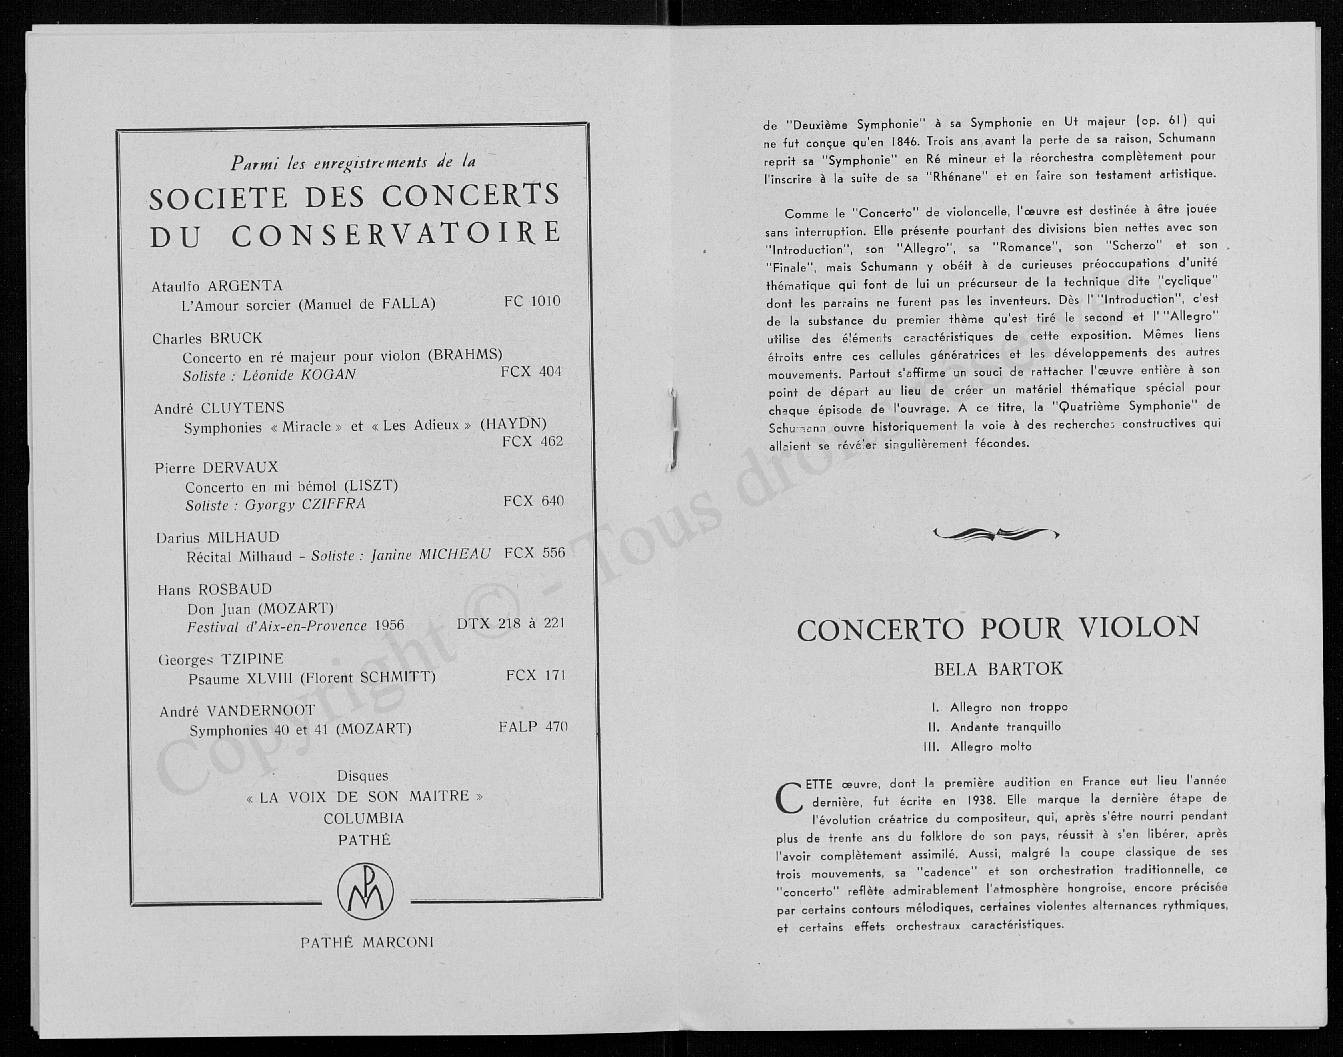 Parmi les enregistrements de la
SOCIETE DES CONCERTS
DU CONSERVATOIRE
Ataulfo ARGENTA
L'Amour sorcier (Manuel de FALLA) FC 1010
Charles BRUCK
Concerto en ré majeur pour violon (BRAHMS)
Soliste : Léonide KOGAN FCX 404
André CLUYTENS
Symphonies « Miracle » et « Les Adieux » (HAYDN)
FCX 462
Pierre DERVAUX
Concerto en mi bémol (LISZT)
Soliste : Gyorgy CZIFFRA FCX 640
Darius MILHAUD
Récital Milhaud - Soliste : Janine MICHEAU FCX 556
Hans ROSBAUD
Don Juan (MOZART)
Festival d'Aix-en-Provence 1956 DTX 218 à 221
Georges TZIPINE
Psaume XLVIII (Florent SCHMITT) FCX 171
André VANDERNOOT
Symphonies 40 et 41 (MOZART) FALP 470
Disques
« LA VOIX DE SON MAITRE »
COLUMBIA
PATHÉ
PATHÉ MARCONI
de "Deuxième Symphonie" à sa Symphonie en Ut majeur (op. 61) qui
ne fut conçue qu'en 1846. Trois ans avant la perte de sa raison, Schumann
reprit sa "Symphonie" en Ré mineur et la réorchestra complètement pour
l'inscrire à la suite de sa "Rhénane" et en faire son testament artistique.
Comme le "Concerto" de violoncelle, l'œuvre est destinée à être jouée
sans interruption. Elle présente pourtant des divisions bien nettes avec son
"Introduction", son "Allegro", sa "Romance", son "Scherzo" et son
"Finale", mais Schumann y obéit à de curieuses préoccupations d'unité
thématique qui font de lui un précurseur de la technique dite "cyclique"
dont les parrains ne furent pas les inventeurs. Dès l' "Introduction", c'est
de la substance du premier thème qu'est tiré le second et l' "Allegro"
utilise des éléments caractéristiques de cette exposition. Mêmes liens
étroits entre ces cellules génératrices et les développements des autres
mouvements. Partout s'affirme un souci de rattacher l'œuvre entière à son
point de départ au lieu de créer un matériel thématique spécial pour
chaque épisode de l'ouvrage. A ce titre, la "Quatrième Symphonie" de
Schumann ouvre historiquement la voie à des recherches constructives qui
allaient se révéler singulièrement fécondes.
CONCERTO POUR VIOLON
BELA BARTOK
I. Allegro non troppo
II. Andante tranquillo
III. Allegro molto
CETTE œuvre, dont la première audition en France eut lieu l'année
dernière, fut écrite en 1938. Elle marque la dernière étape de
l'évolution créatrice du compositeur, qui, après s'être nourri pendant
plus de trente ans du folklore de son pays, réussit à s'en libérer, après
l'avoir complètement assimilé. Aussi, malgré la coupe classique de ses
trois mouvements, sa "cadence" et son orchestration traditionnelle, ce
"concerto" reflète admirablement l'atmosphère hongroise, encore précisée
par certains contours mélodiques, certaines violentes alternances rythmiques,
et certains effets orchestraux caractéristiques.
Copyright © - Tous droits réservés